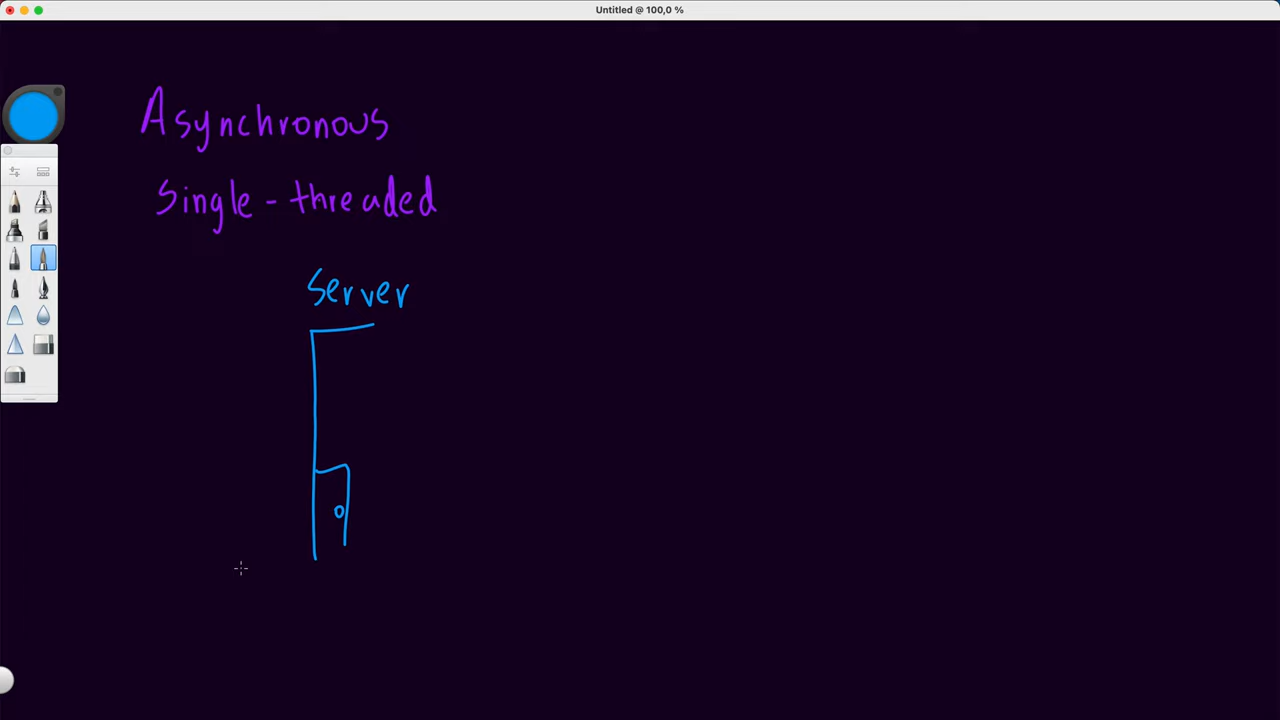 Untitled @ 100,0 %
Asynchronous
Single-threaded
Server